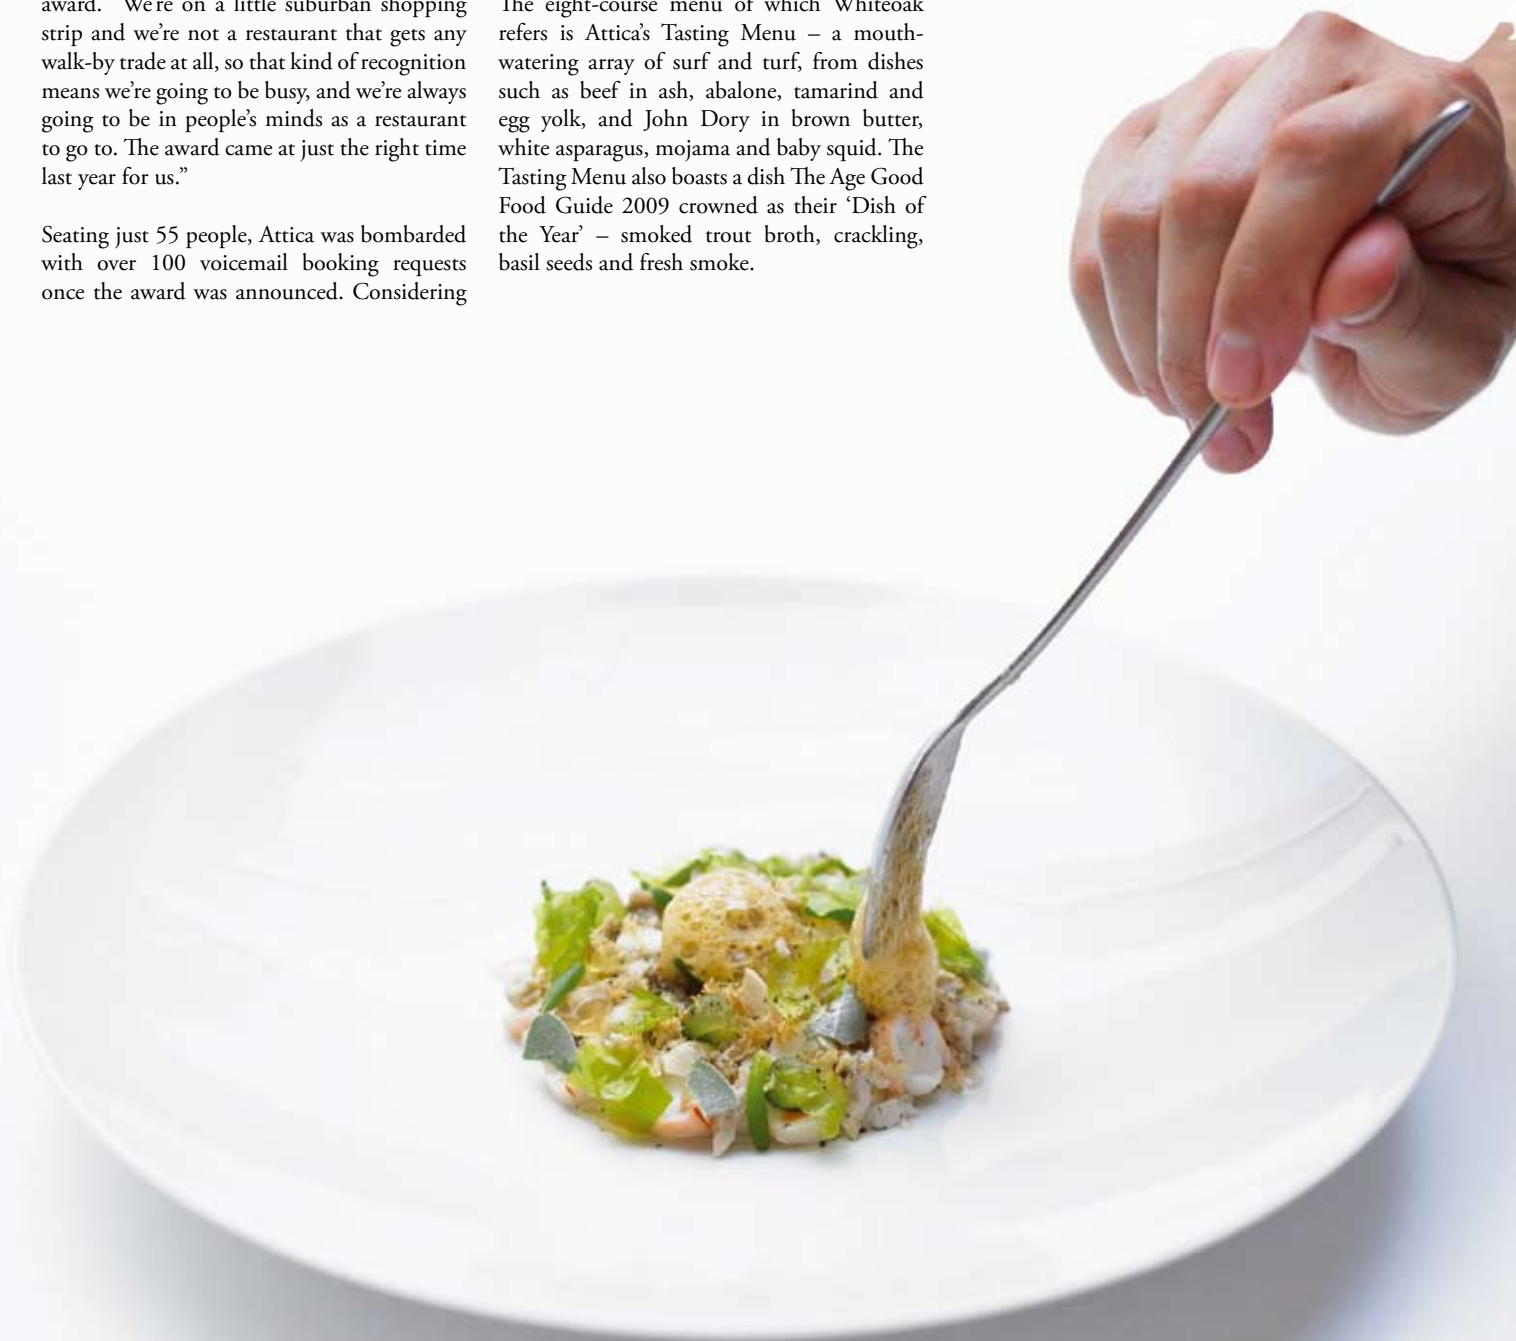 award. “We’re on a little suburban shopping
strip and we’re not a restaurant that gets any
walk-by trade at all, so that kind of recognition
means we’re going to be busy, and we’re always
going to be in people’s minds as a restaurant
to go to. The award came at just the right time
last year for us.”
Seating just 55 people, Attica was bombarded
with over 100 voicemail booking requests
once the award was announced. Considering
The eight-course menu of which Whiteoak
refers is Attica’s Tasting Menu – a mouth-
watering array of surf and turf, from dishes
such as beef in ash, abalone, tamarind and
egg yolk, and John Dory in brown butter,
white asparagus, mojama and baby squid. The
Tasting Menu also boasts a dish The Age Good
Food Guide 2009 crowned as their ‘Dish of
the Year’ – smoked trout broth, crackling,
basil seeds and fresh smoke.